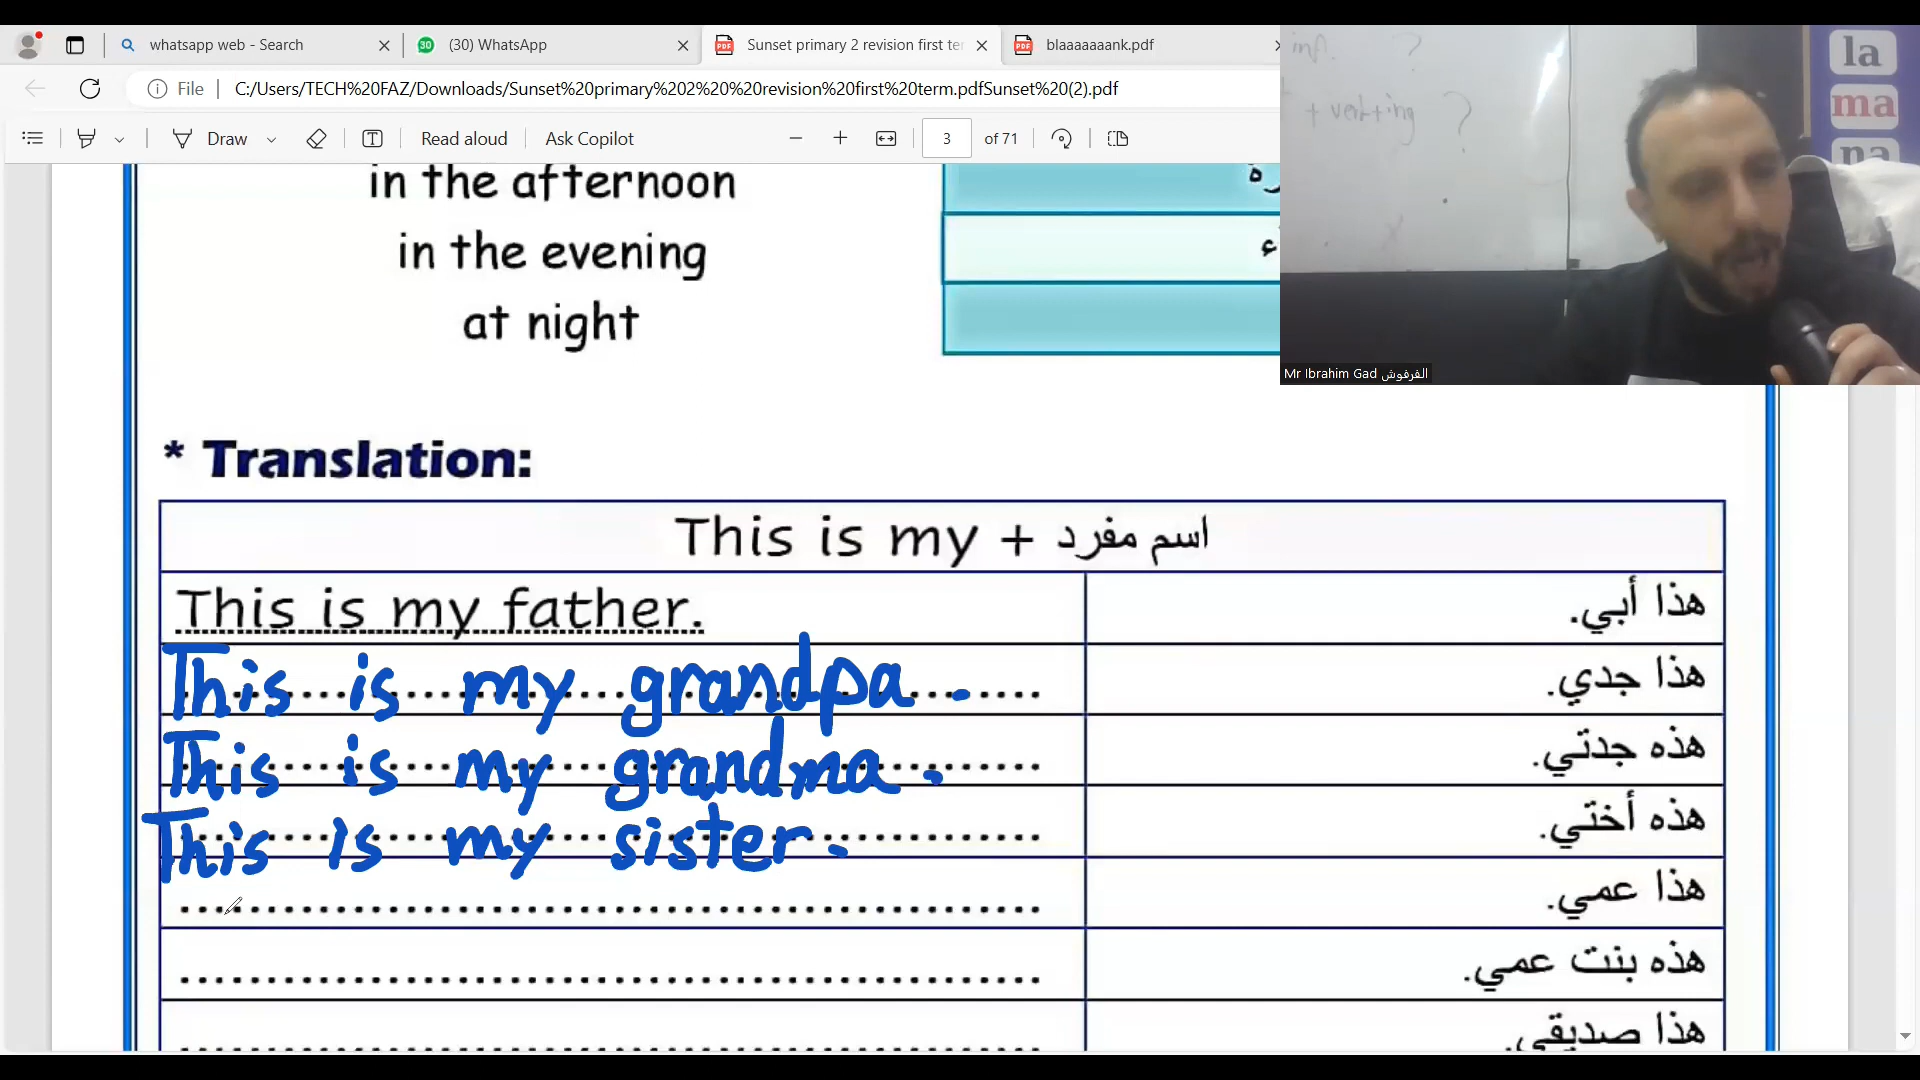 whatsapp web - Search
(30) WhatsApp
Sunset primary 2 revision first te
blaaaaaaank.pdf
File
C:/Users/TECH%20FAZ/Downloads/Sunset%20primary%202%20%20revision%20first%20term.pdfSunset%20(2).pdf
Draw
Read aloud
Ask Copilot
3 of 71
inf. ?
+ verb+ing ?
la
ma
na
Mr Ibrahim Gad الفرفوش
in the afternoon
in the evening
at night
* Translation:
This is my + اسم مفرد
This is my father. هذا أبي.
This is my grandpa. هذا جدي.
This is my grandma. هذه جدتي.
This is my sister. هذه أختي.
هذا عمي.
هذه بنت عمي.
هذا صديقي.